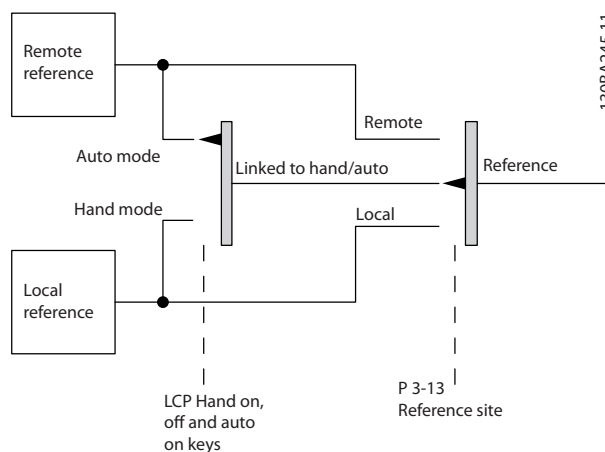 Remote
reference
Auto mode
Hand mode
Local
reference
Linked to hand/auto
Remote
Local
Reference
LCP Hand on,
off and auto
on keys
P 3-13
Reference site